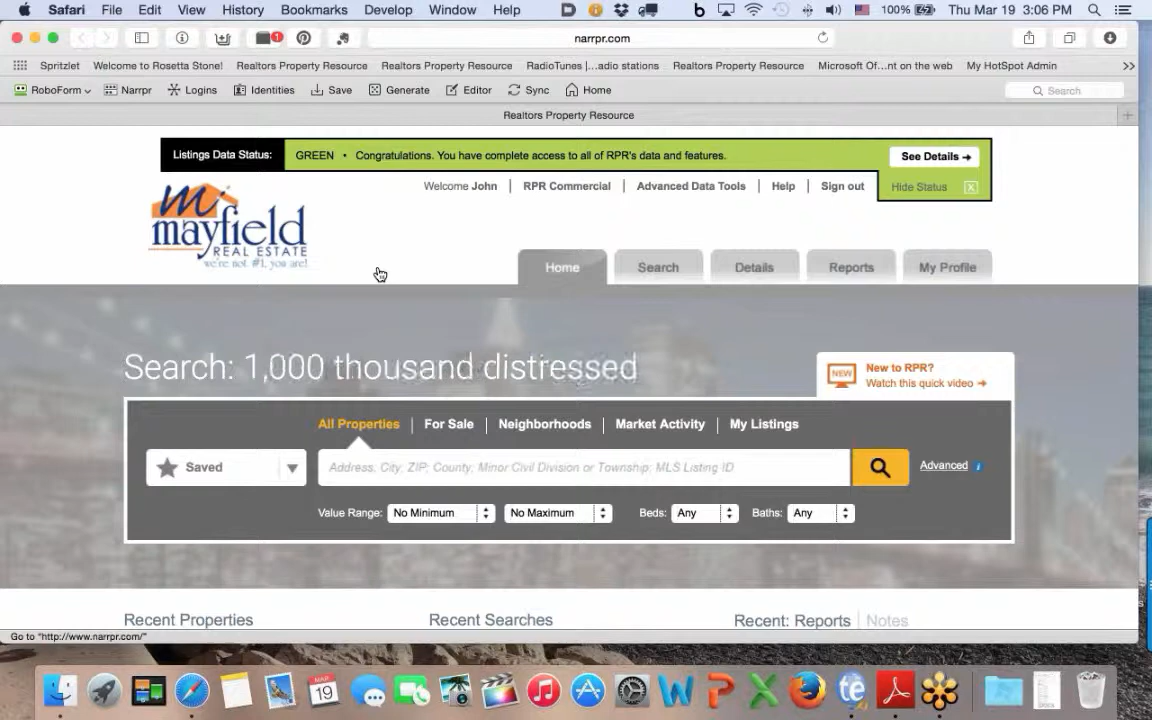 Safari File Edit View History Bookmarks Develop Window Help 100% Thu Mar 19 3:06 PM
1 narrpr.com
Spritzlet Welcome to Rosetta Stone! Realtors Property Resource Realtors Property Resource RadioTunes |...adio stations Realtors Property Resource Microsoft Of...nt on the web My HotSpot Admin
RoboForm Narrpr Logins Identities Save Generate Editor Sync Home Search
Realtors Property Resource
Listings Data Status: GREEN • Congratulations. You have complete access to all of RPR's data and features. See Details
Welcome John | RPR Commercial | Advanced Data Tools | Help | Sign out Hide Status X
m
mayfield
REAL ESTATE
we're not #1, you are!
Home Search Details Reports My Profile
Search: 1,000 thousand distressed
NEW New to RPR?
Watch this quick video
All Properties | For Sale | Neighborhoods | Market Activity | My Listings
Saved Address, City, ZIP, County, Minor Civil Division or Township, MLS Listing ID Advanced i
Value Range: No Minimum No Maximum Beds: Any Baths: Any
Recent Properties Recent Searches Recent: Reports | Notes
Go to "http://www.narrpr.com/"
MAR
19